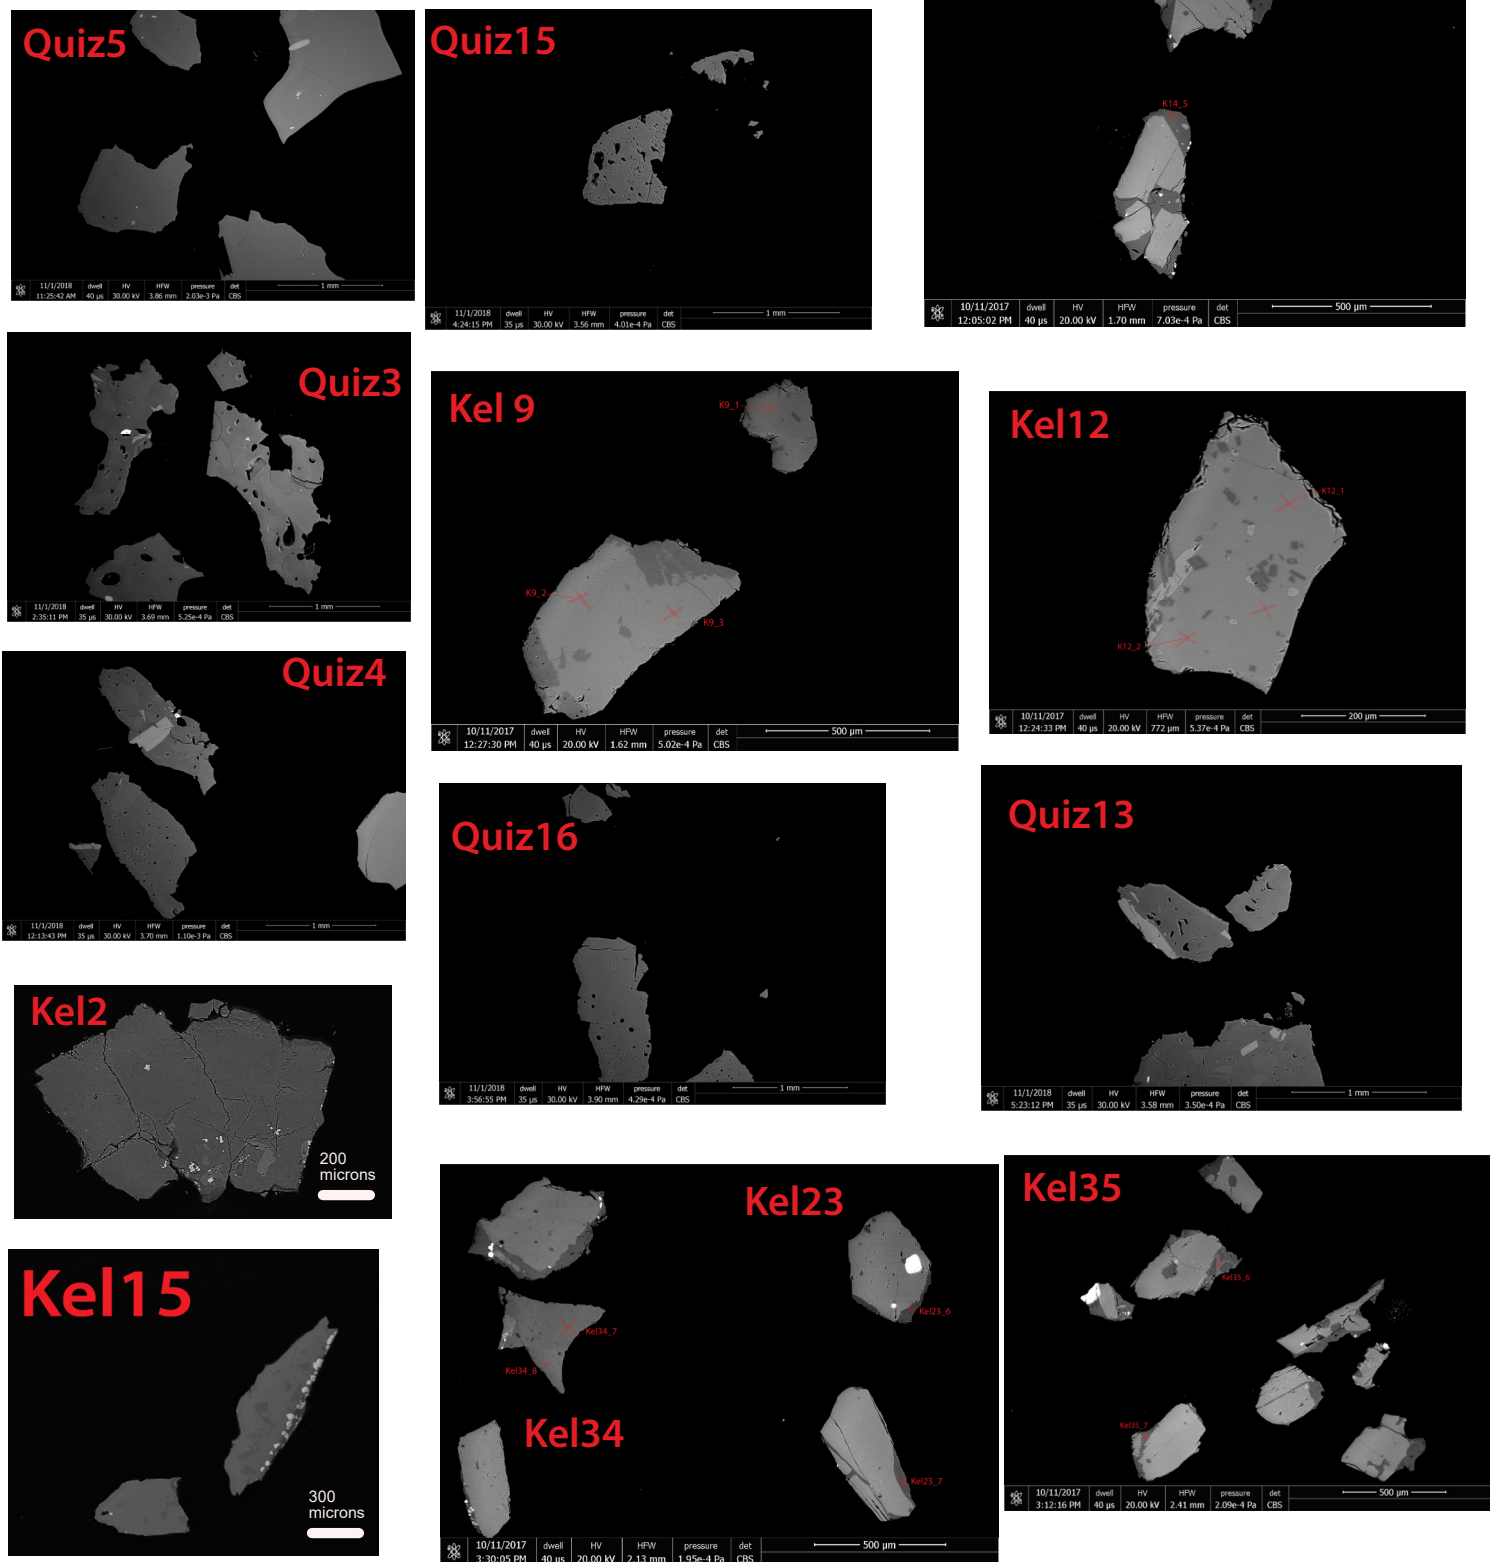 Quiz5
11/1/2018 dwell HV HFW pressure det
11:25:42 AM 40 µs 30.00 kV 3.86 mm 2.03e-3 Pa CBS
1 mm
Quiz15
11/1/2018 dwell HV HFW pressure det
4:24:15 PM 35 µs 30.00 kV 3.56 mm 4.01e-4 Pa CBS
1 mm
K14_5
10/11/2017 dwell HV HFW pressure det
12:05:02 PM 40 µs 20.00 kV 1.70 mm 7.03e-4 Pa CBS
500 µm
Quiz3
11/1/2018 dwell HV HFW pressure det
2:35:11 PM 35 µs 30.00 kV 3.69 mm 5.25e-4 Pa CBS
1 mm
Kel 9
K9_1
K9_2
K9_3
10/11/2017 dwell HV HFW pressure det
12:27:30 PM 40 µs 20.00 kV 1.62 mm 5.02e-4 Pa CBS
500 µm
Kel12
K12_1
K12_2
10/11/2017 dwell HV HFW pressure det
12:24:33 PM 40 µs 20.00 kV 772 µm 5.37e-4 Pa CBS
200 µm
Quiz4
11/1/2018 dwell HV HFW pressure det
12:13:43 PM 35 µs 30.00 kV 3.70 mm 1.10e-3 Pa CBS
1 mm
Quiz16
11/1/2018 dwell HV HFW pressure det
3:56:55 PM 35 µs 30.00 kV 3.90 mm 4.29e-4 Pa CBS
1 mm
Quiz13
11/1/2018 dwell HV HFW pressure det
5:23:12 PM 35 µs 30.00 kV 3.58 mm 3.50e-4 Pa CBS
1 mm
Kel2
200
microns
Kel15
300
microns
Kel23
Kel23_6
Kel34_7
Kel34_8
Kel34
Kel23_7
10/11/2017 dwell HV HFW pressure det
3:30:05 PM 40 µs 20.00 kV 2.13 mm 1.95e-4 Pa CBS
500 µm
Kel35
Kel35_6
Kel35_7
10/11/2017 dwell HV HFW pressure det
3:12:16 PM 40 µs 20.00 kV 2.41 mm 2.09e-4 Pa CBS
500 µm